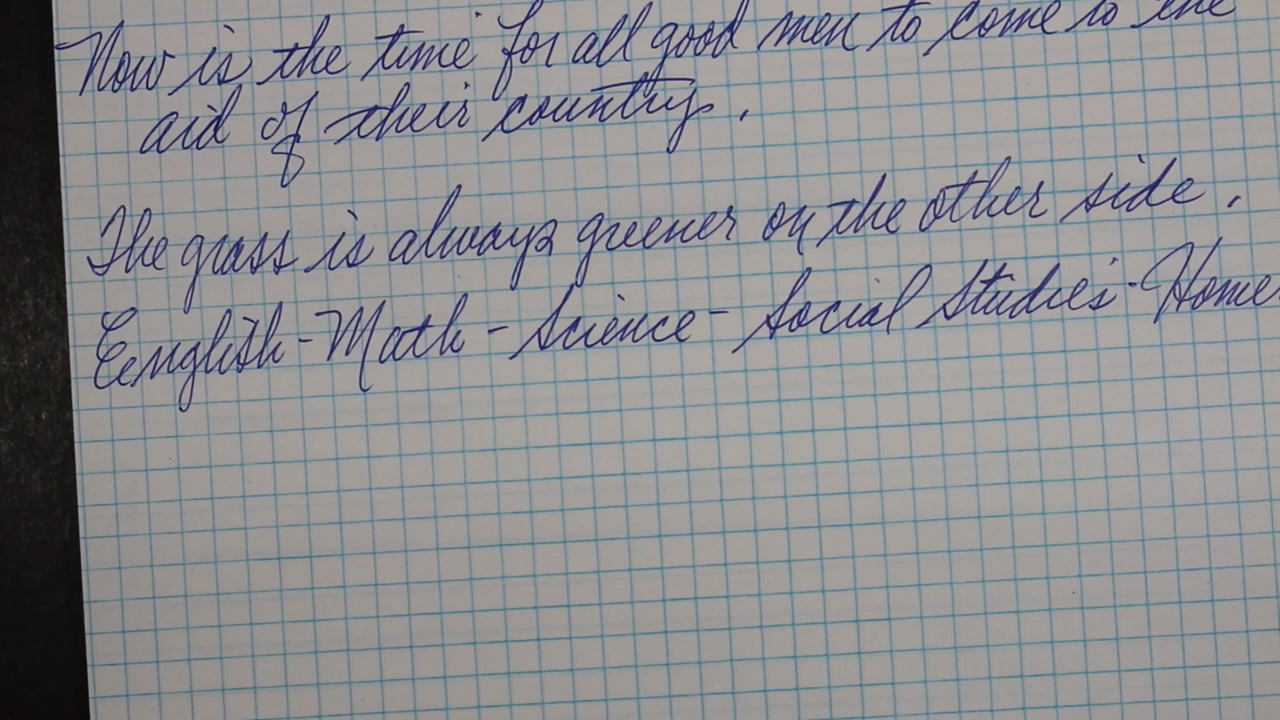 Now is the time for all good men to come to the
aid of their country.
The grass is always greener on the other side.
English - Math - Science - Social Studies - Home